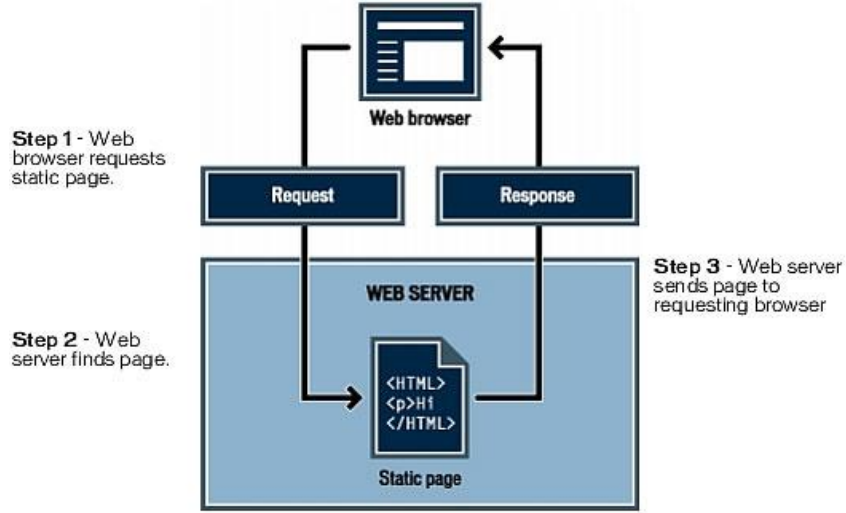 Web browser
Step 1 - Web
browser requests
static page.
Request
Response
Step 3 - Web server
sends page to
requesting browser
WEB SERVER
Step 2 - Web
server finds page.
<HTML>
<p>Hi
</HTML>
Static page